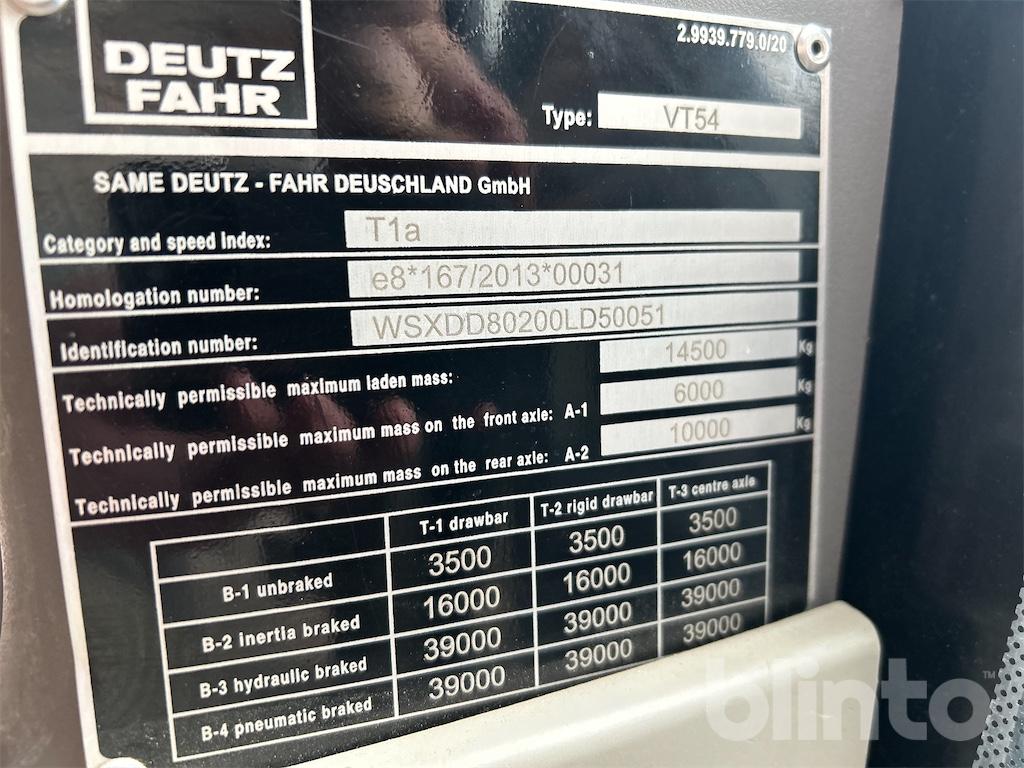 DEUTZ
FAHR
2.9939.779.0/20
Type: VT54
SAME DEUTZ - FAHR DEUSCHLAND GmbH
Category and speed Index: T1a
Homologation number: e8*167/2013*00031
Identification number: WSXDD80200LD50051
Technically permissible maximum laden mass: 14500 Kg
Technically permissible maximum mass on the front axle: A-1 6000 Kg
Technically permissible maximum mass on the rear axle: A-2 10000 Kg
T-1 drawbar T-2 rigid drawbar T-3 centre axle
B-1 unbraked 3500 3500 3500
B-2 inertia braked 16000 16000 16000
B-3 hydraulic braked 39000 39000 39000
B-4 pneumatic braked 39000 39000 39000
blinto™